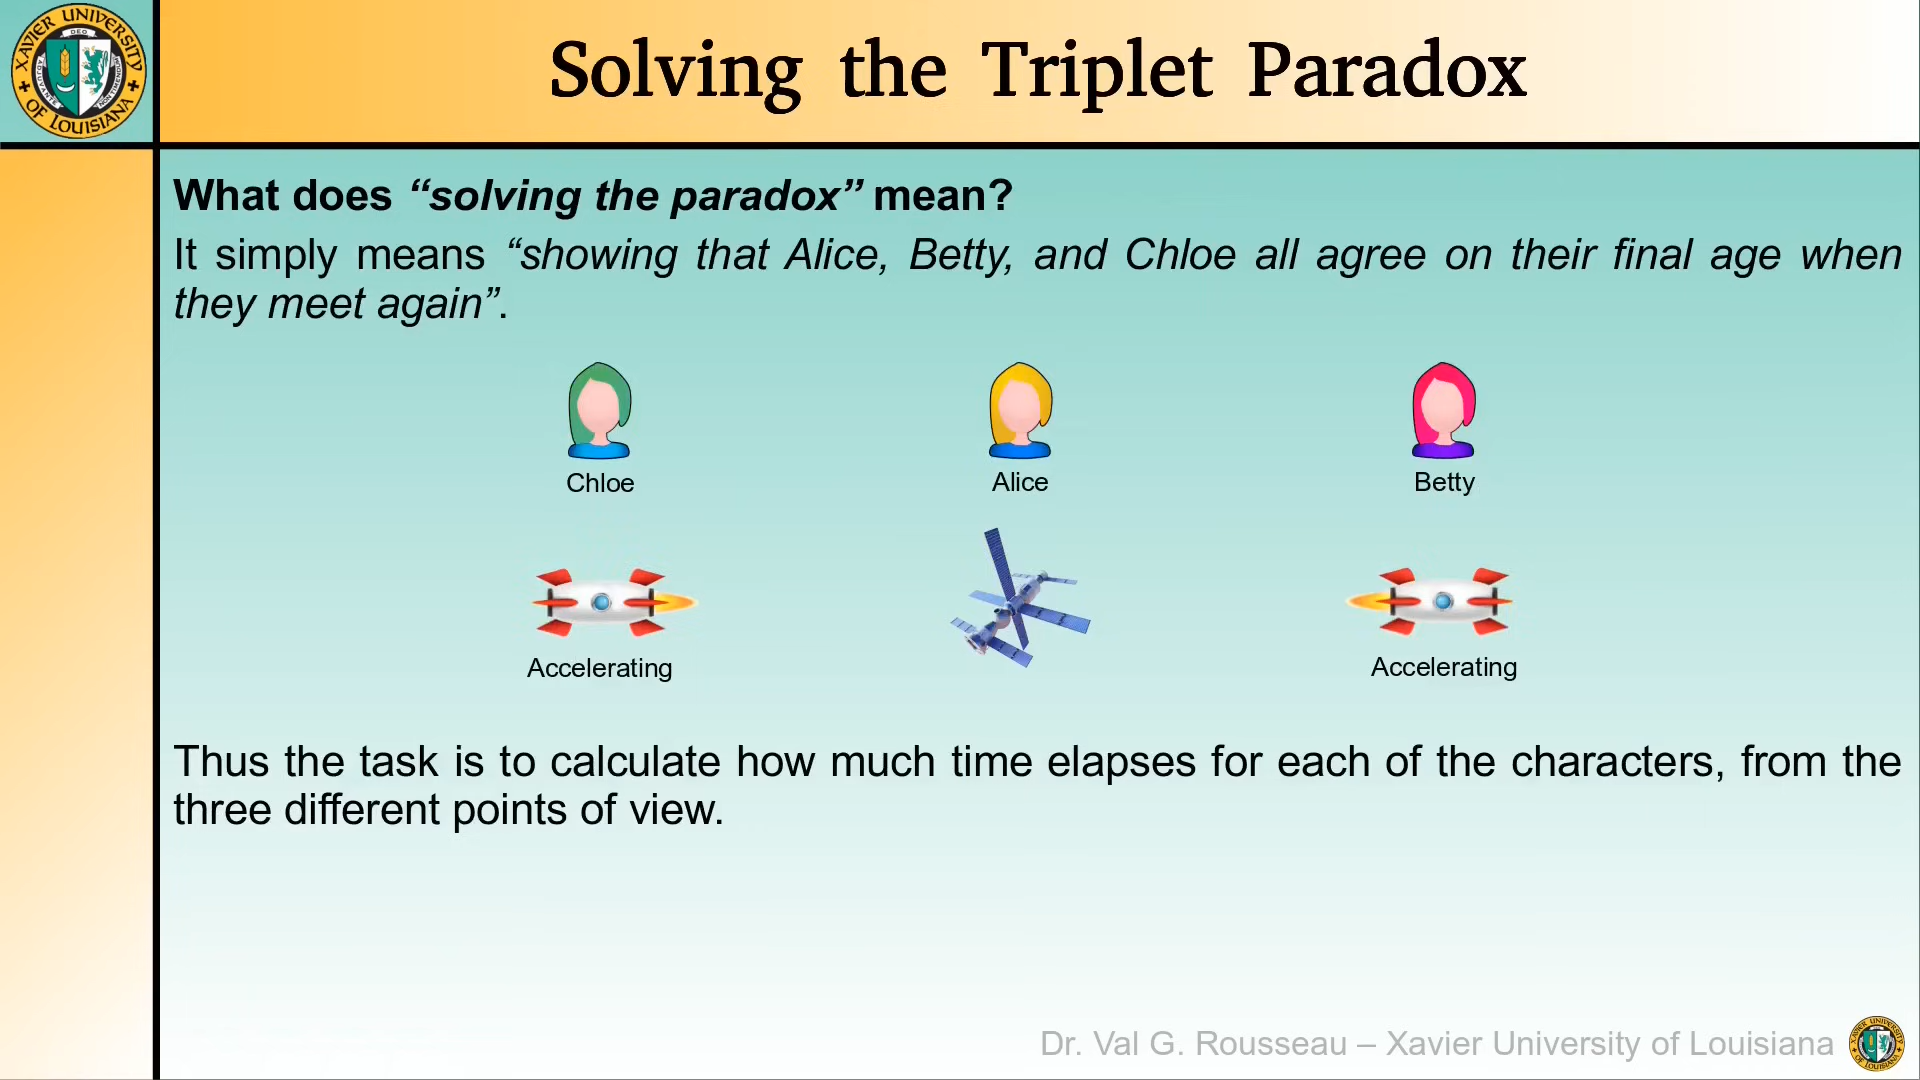 XAVIER UNIVERSITY
OF LOUISIANA
DEO
Solving the Triplet Paradox
What does “solving the paradox” mean?
It simply means “showing that Alice, Betty, and Chloe all agree on their final age when
they meet again”.
Chloe
Alice
Betty
Accelerating
Accelerating
Thus the task is to calculate how much time elapses for each of the characters, from the
three different points of view.
Dr. Val G. Rousseau – Xavier University of Louisiana